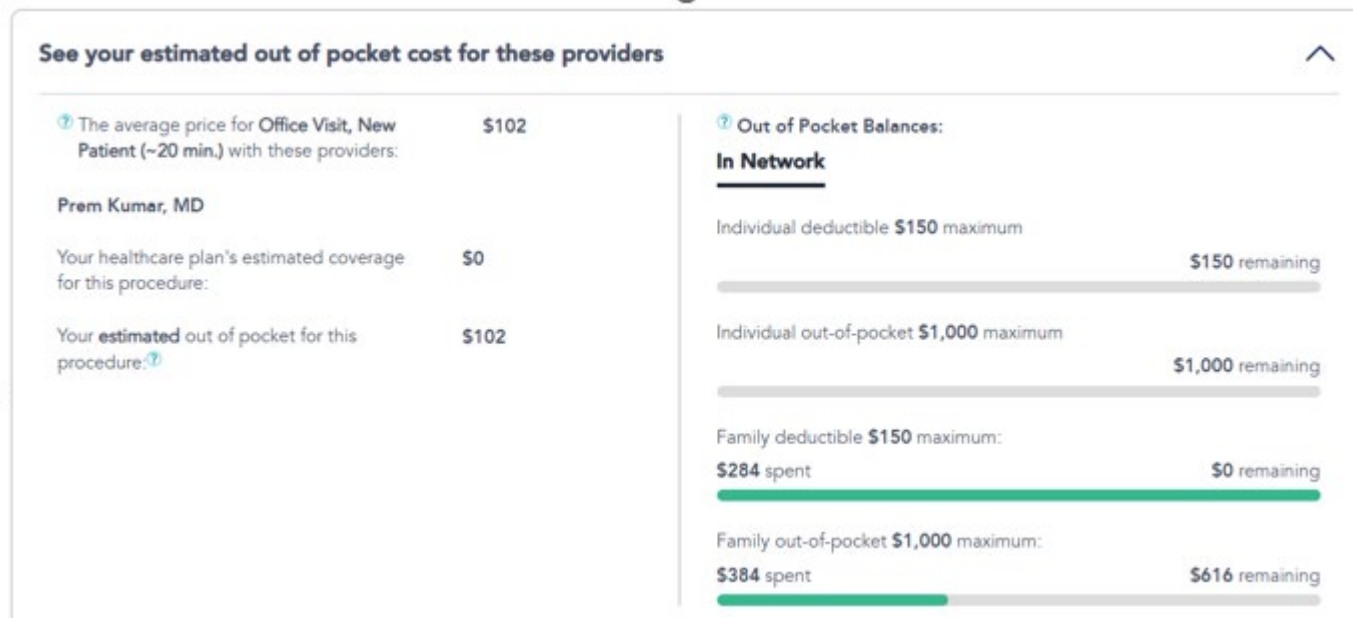 See your estimated out of pocket cost for these providers
? The average price for Office Visit, New
Patient (~20 min.) with these providers:
$102
Prem Kumar, MD
Your healthcare plan's estimated coverage
for this procedure:
$0
Your estimated out of pocket for this
procedure:?
$102
? Out of Pocket Balances:
In Network
Individual deductible $150 maximum
$150 remaining
Individual out-of-pocket $1,000 maximum
$1,000 remaining
Family deductible $150 maximum:
$284 spent $0 remaining
Family out-of-pocket $1,000 maximum:
$384 spent $616 remaining